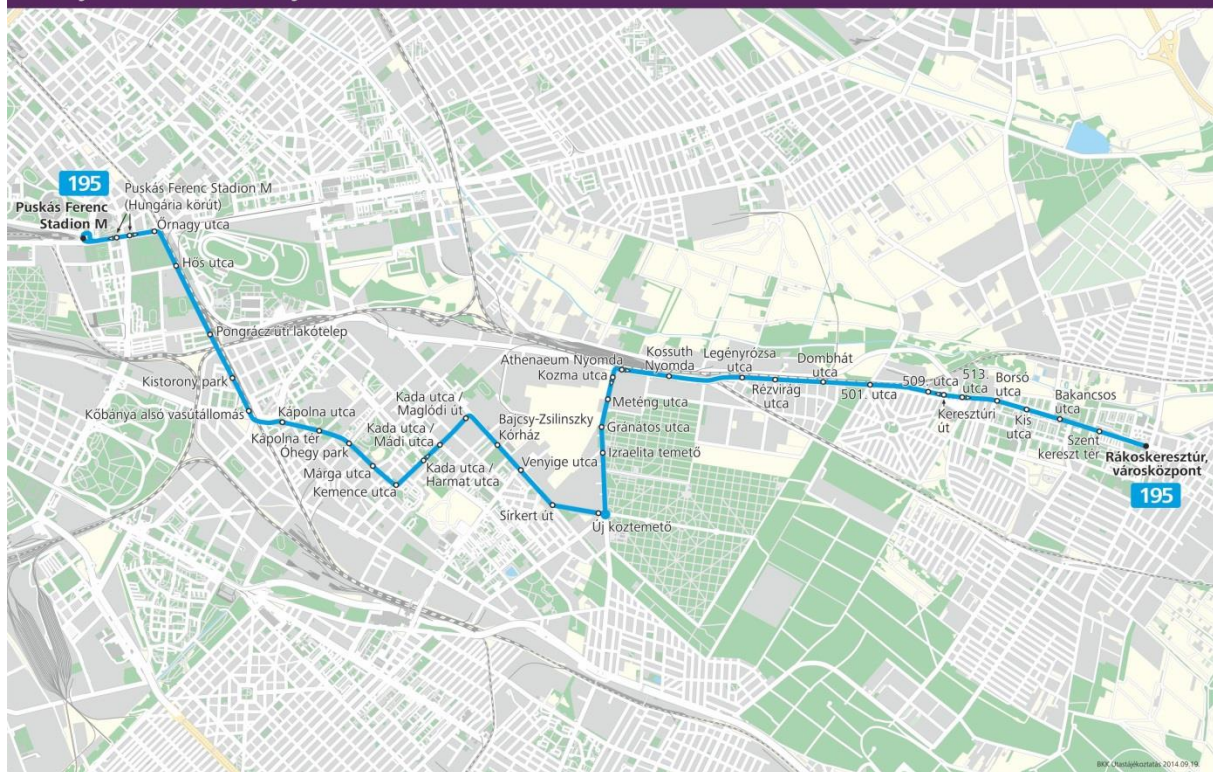 195
Puskás Ferenc
Stadion M
Puskás Ferenc Stadion M
(Hungária körút)
Őrnagy utca
Hős utca
Pongrácz úti lakótelep
Kistorony park
Kőbánya alsó vasútállomás
Kápolna utca
Kápolna tér
Óhegy park
Márga utca
Kemence utca
Kada utca /
Mádi utca
Kada utca /
Harmat utca
Kada utca /
Maglódi út
Bajcsy-Zsilinszky
Kórház
Venyige utca
Sírkert út
Új köztemető
Izraelita temető
Gránátos utca
Meténg utca
Kozma utca
Athenaeum Nyomda
Kossuth
Nyomda
Legényrózsa
utca
Rézvirág
utca
Dombhát
utca
501. utca
509. utca
Keresztúri
út
513.
utca
Borsó
utca
Kis
utca
Bakancsos
utca
Szent
kereszt tér
Rákoskeresztúr,
városközpont
195
BKK Utastájékoztatás 2014.09.19.